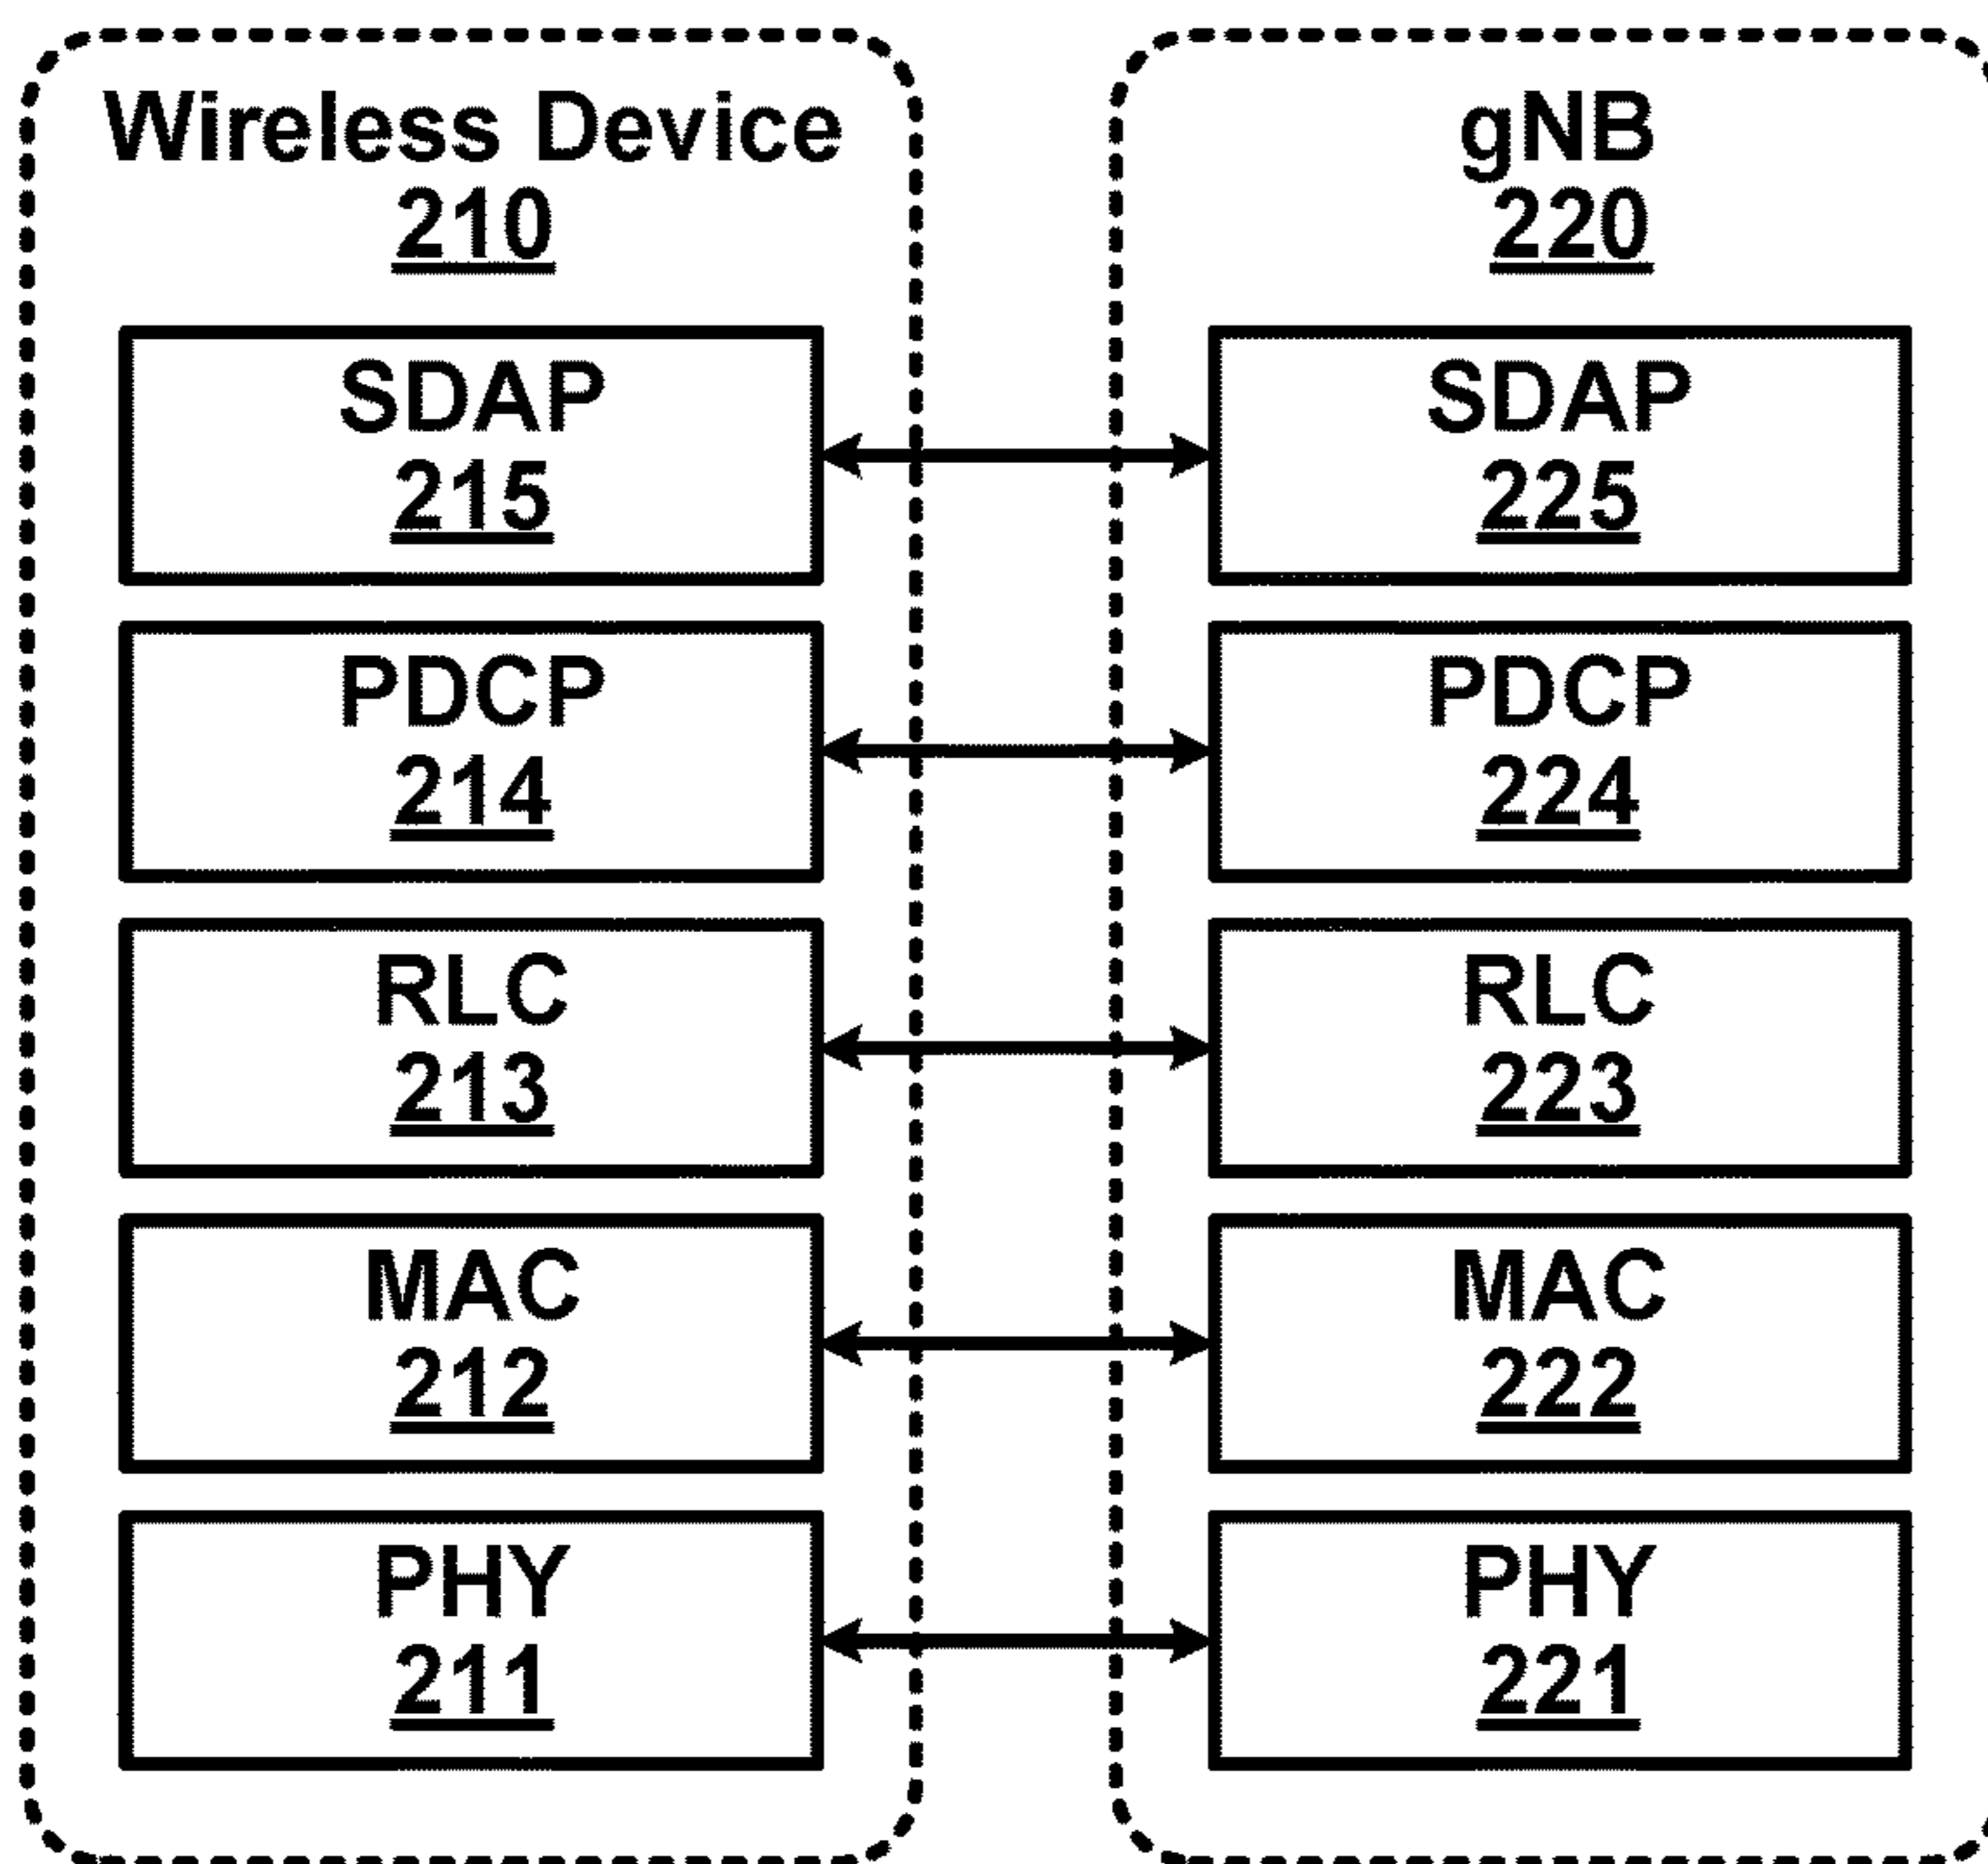 Wireless Device
210
SDAP
215
PDCP
214
RLC
213
MAC
212
PHY
211
gNB
220
SDAP
225
PDCP
224
RLC
223
MAC
222
PHY
221